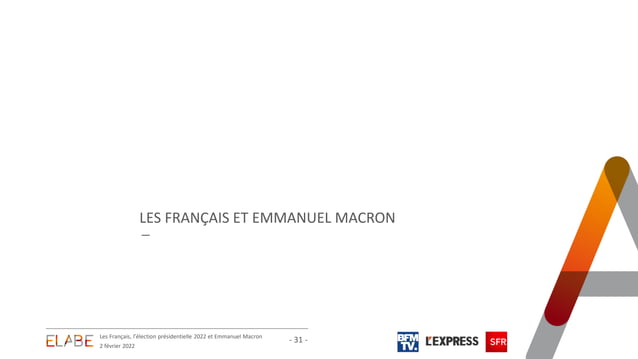 LES FRANÇAIS ET EMMANUEL MACRON
–
ELABE
Les Français, l'élection présidentielle 2022 et Emmanuel Macron
2 février 2022
- 31 -
BFM
TV.
L'EXPRESS
SFR